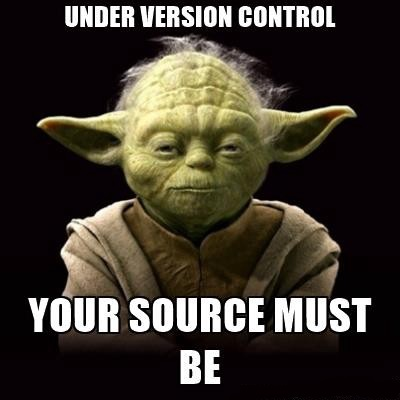 UNDER VERSION CONTROL
YOUR SOURCE MUST
BE